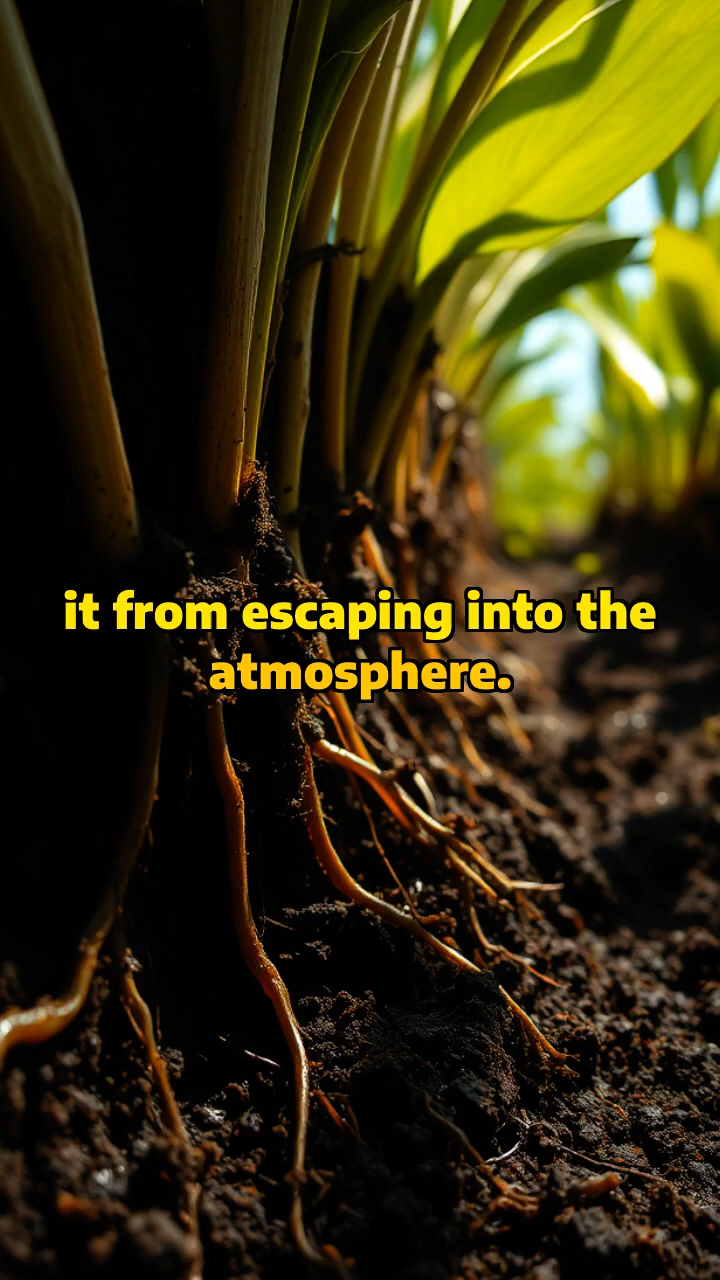 it from escaping into the
atmosphere.